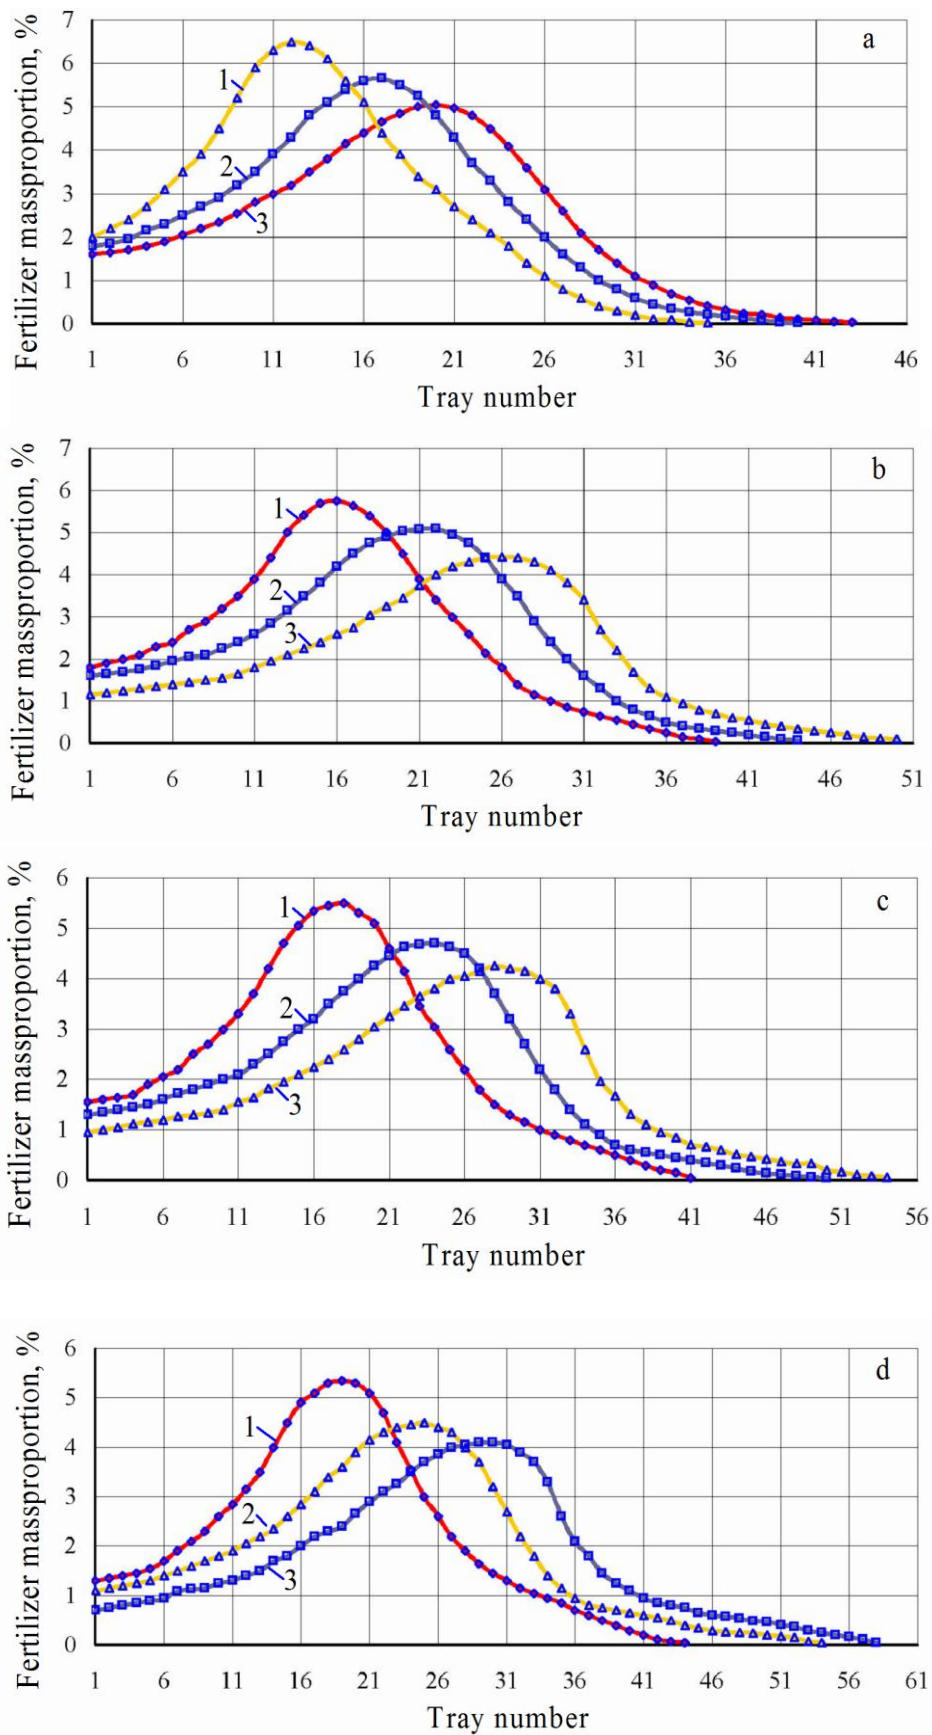 Fertilizer massproportion, %
7
6
5
4
3
2
1
0
a
1
2
3
1 6 11 16 21 26 31 36 41 46
Tray number
Fertilizer massproportion, %
7
6
5
4
3
2
1
0
b
1
2
3
1 6 11 16 21 26 31 36 41 46 51
Tray number
Fertilizer massproportion, %
6
5
4
3
2
1
0
c
1
2
3
1 6 11 16 21 26 31 36 41 46 51 56
Tray number
Fertilizer massproportion, %
6
5
4
3
2
1
0
d
1
2
3
1 6 11 16 21 26 31 36 41 46 51 56 61
Tray number